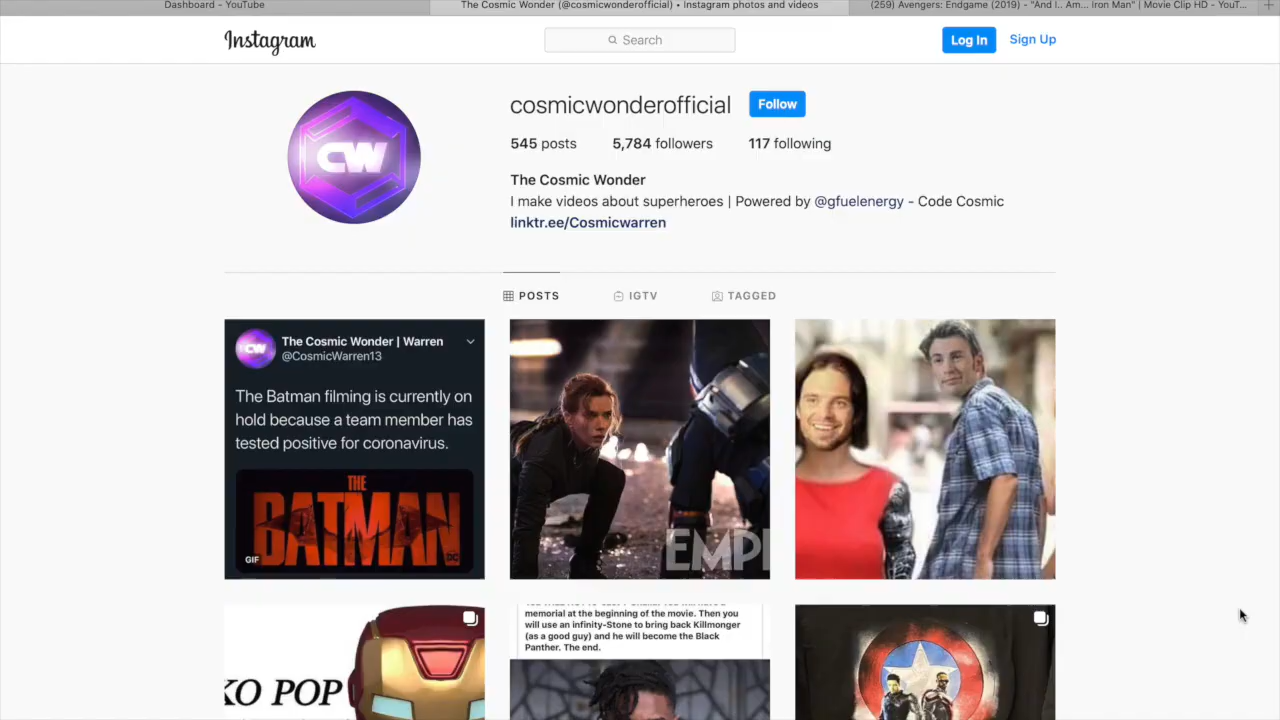 Dashboard - YouTube
The Cosmic Wonder (@cosmicwonderofficial) • Instagram photos and videos
(259) Avengers: Endgame (2019) - "And I.. Am... Iron Man" | Movie Clip HD - YouT...
Instagram
Search
Log In
Sign Up
CW
cosmicwonderofficial
Follow
545 posts
5,784 followers
117 following
The Cosmic Wonder
I make videos about superheroes | Powered by @gfuelenergy - Code Cosmic
linktr.ee/Cosmicwarren
POSTS
IGTV
TAGGED
CW
The Cosmic Wonder | Warren
@CosmicWarren13
The Batman filming is currently on
hold because a team member has
tested positive for coronavirus.
THE
BATMAN
GIF
DC
EMPI
memorial at the beginning of the movie. Then you
will use an infinity-Stone to bring back Killmonger
(as a good guy) and he will become the Black
Panther. The end.
KO POP